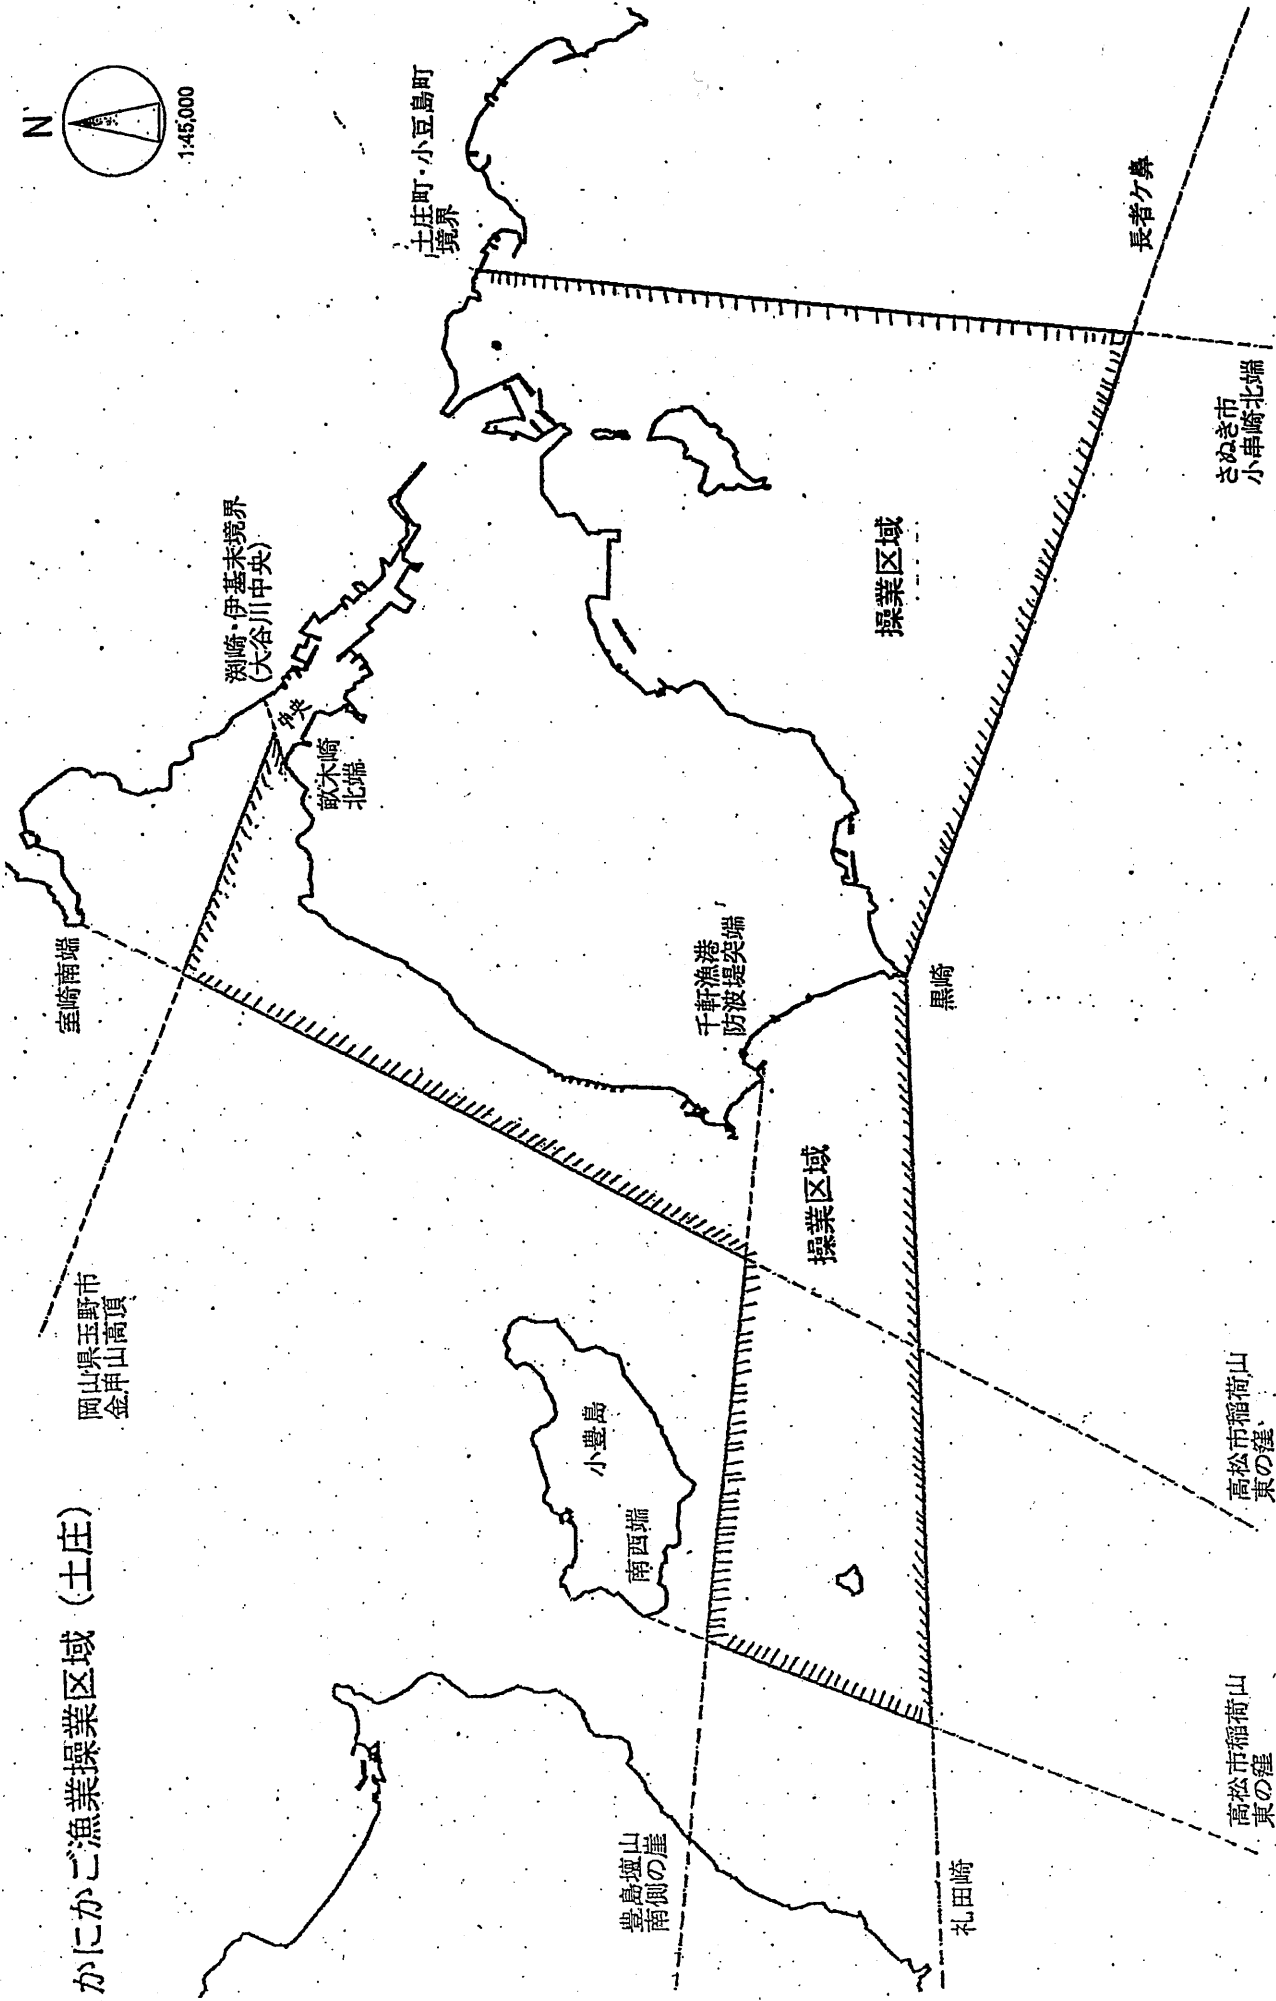 かにかご漁業操業区域（土庄）
N
1:45,000
岡山県玉野市
金甲山高頂
室崎南端
渕崎・伊喜末境界
（大谷川中央）
中央
畝木崎
北端
土庄町・小豆島町
境界
小豊島
南西端
千軒漁港
防波堤突端
操業区域
操業区域
黒崎
長者ケ鼻
豊島壇山
南側の崖
礼田崎
高松市稲荷山
東の窪
高松市稲荷山
東の窪
さぬき市
小串崎北端